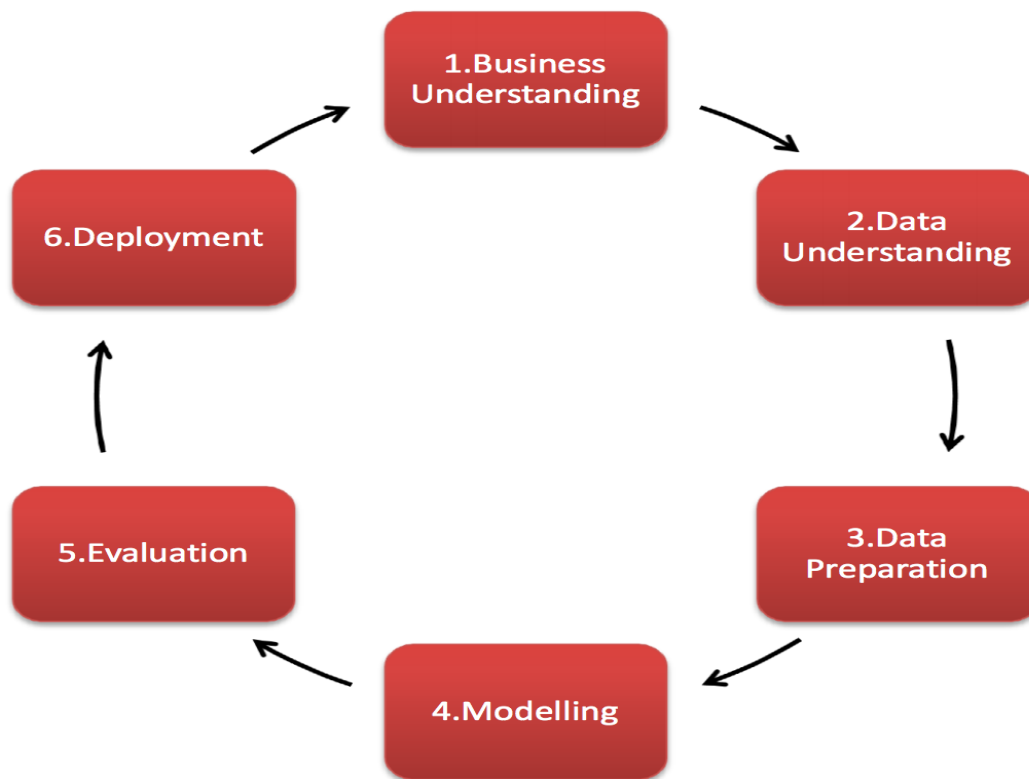 1.Business
Understanding
2.Data
Understanding
3.Data
Preparation
4.Modelling
5.Evaluation
6.Deployment